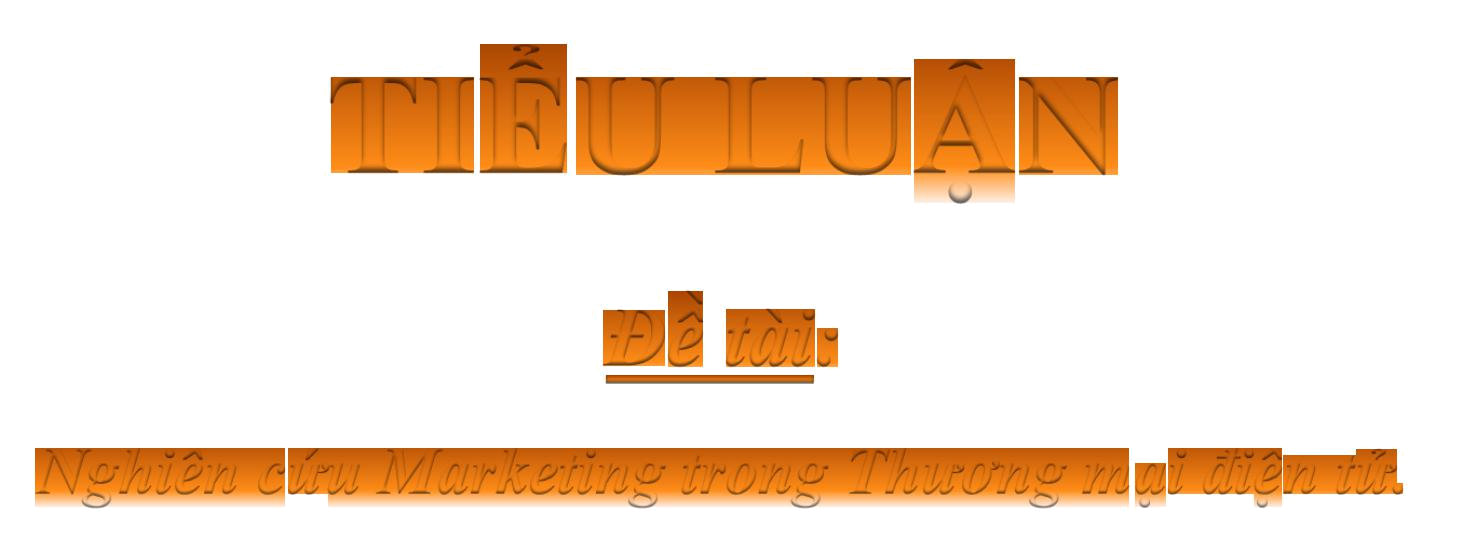 TIỂU LUẬN
Đề tài:
Nghiên cứu Marketing trong Thương mại điện tử.